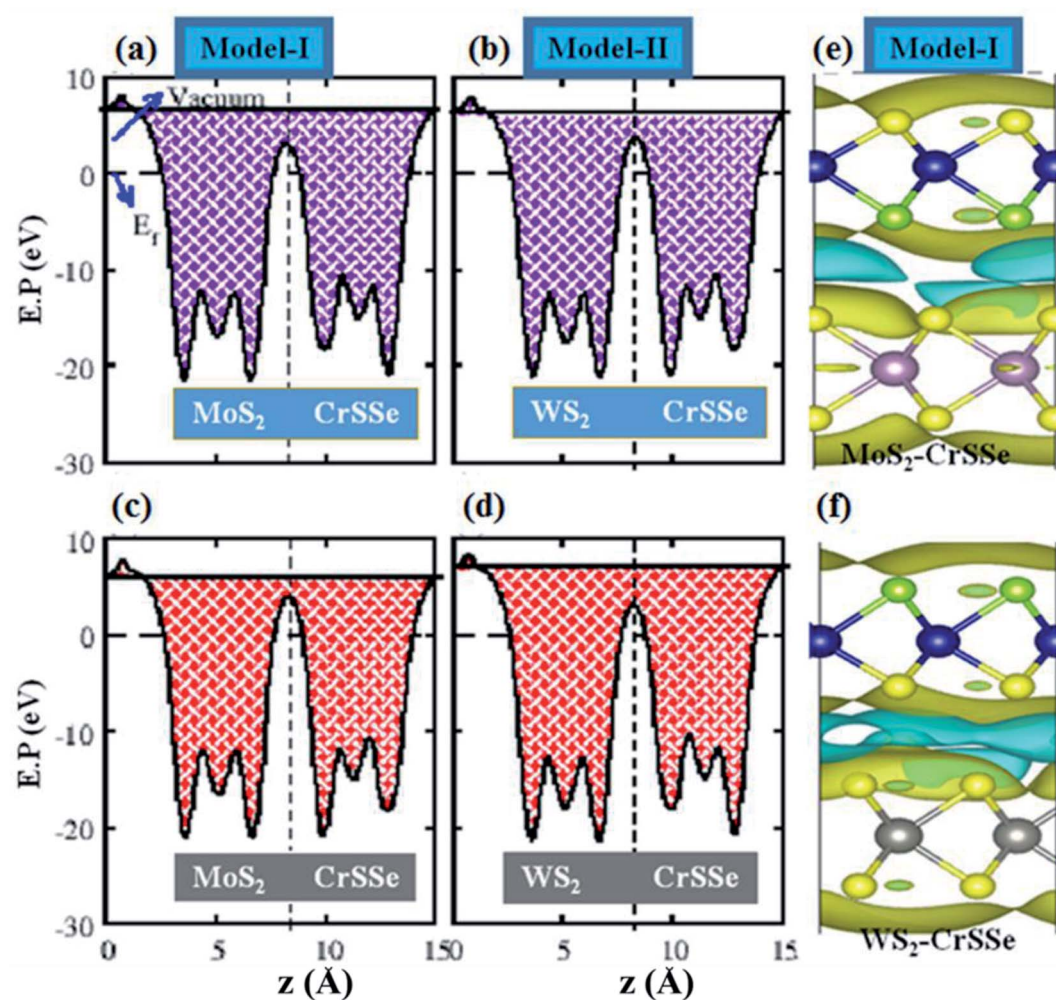 (a) Model-I
(b) Model-II
(e) Model-I
10
0
-10
-20
-30
E.P (eV)
Vacuum
E_f
MoS₂ CrSSe
WS₂ CrSSe
MoS₂-CrSSe
(c)
(d)
(f)
10
0
-10
-20
-30
E.P (eV)
MoS₂ CrSSe
WS₂ CrSSe
WS₂-CrSSe
0 5 10 15
5 10 15
z (Å) z (Å)